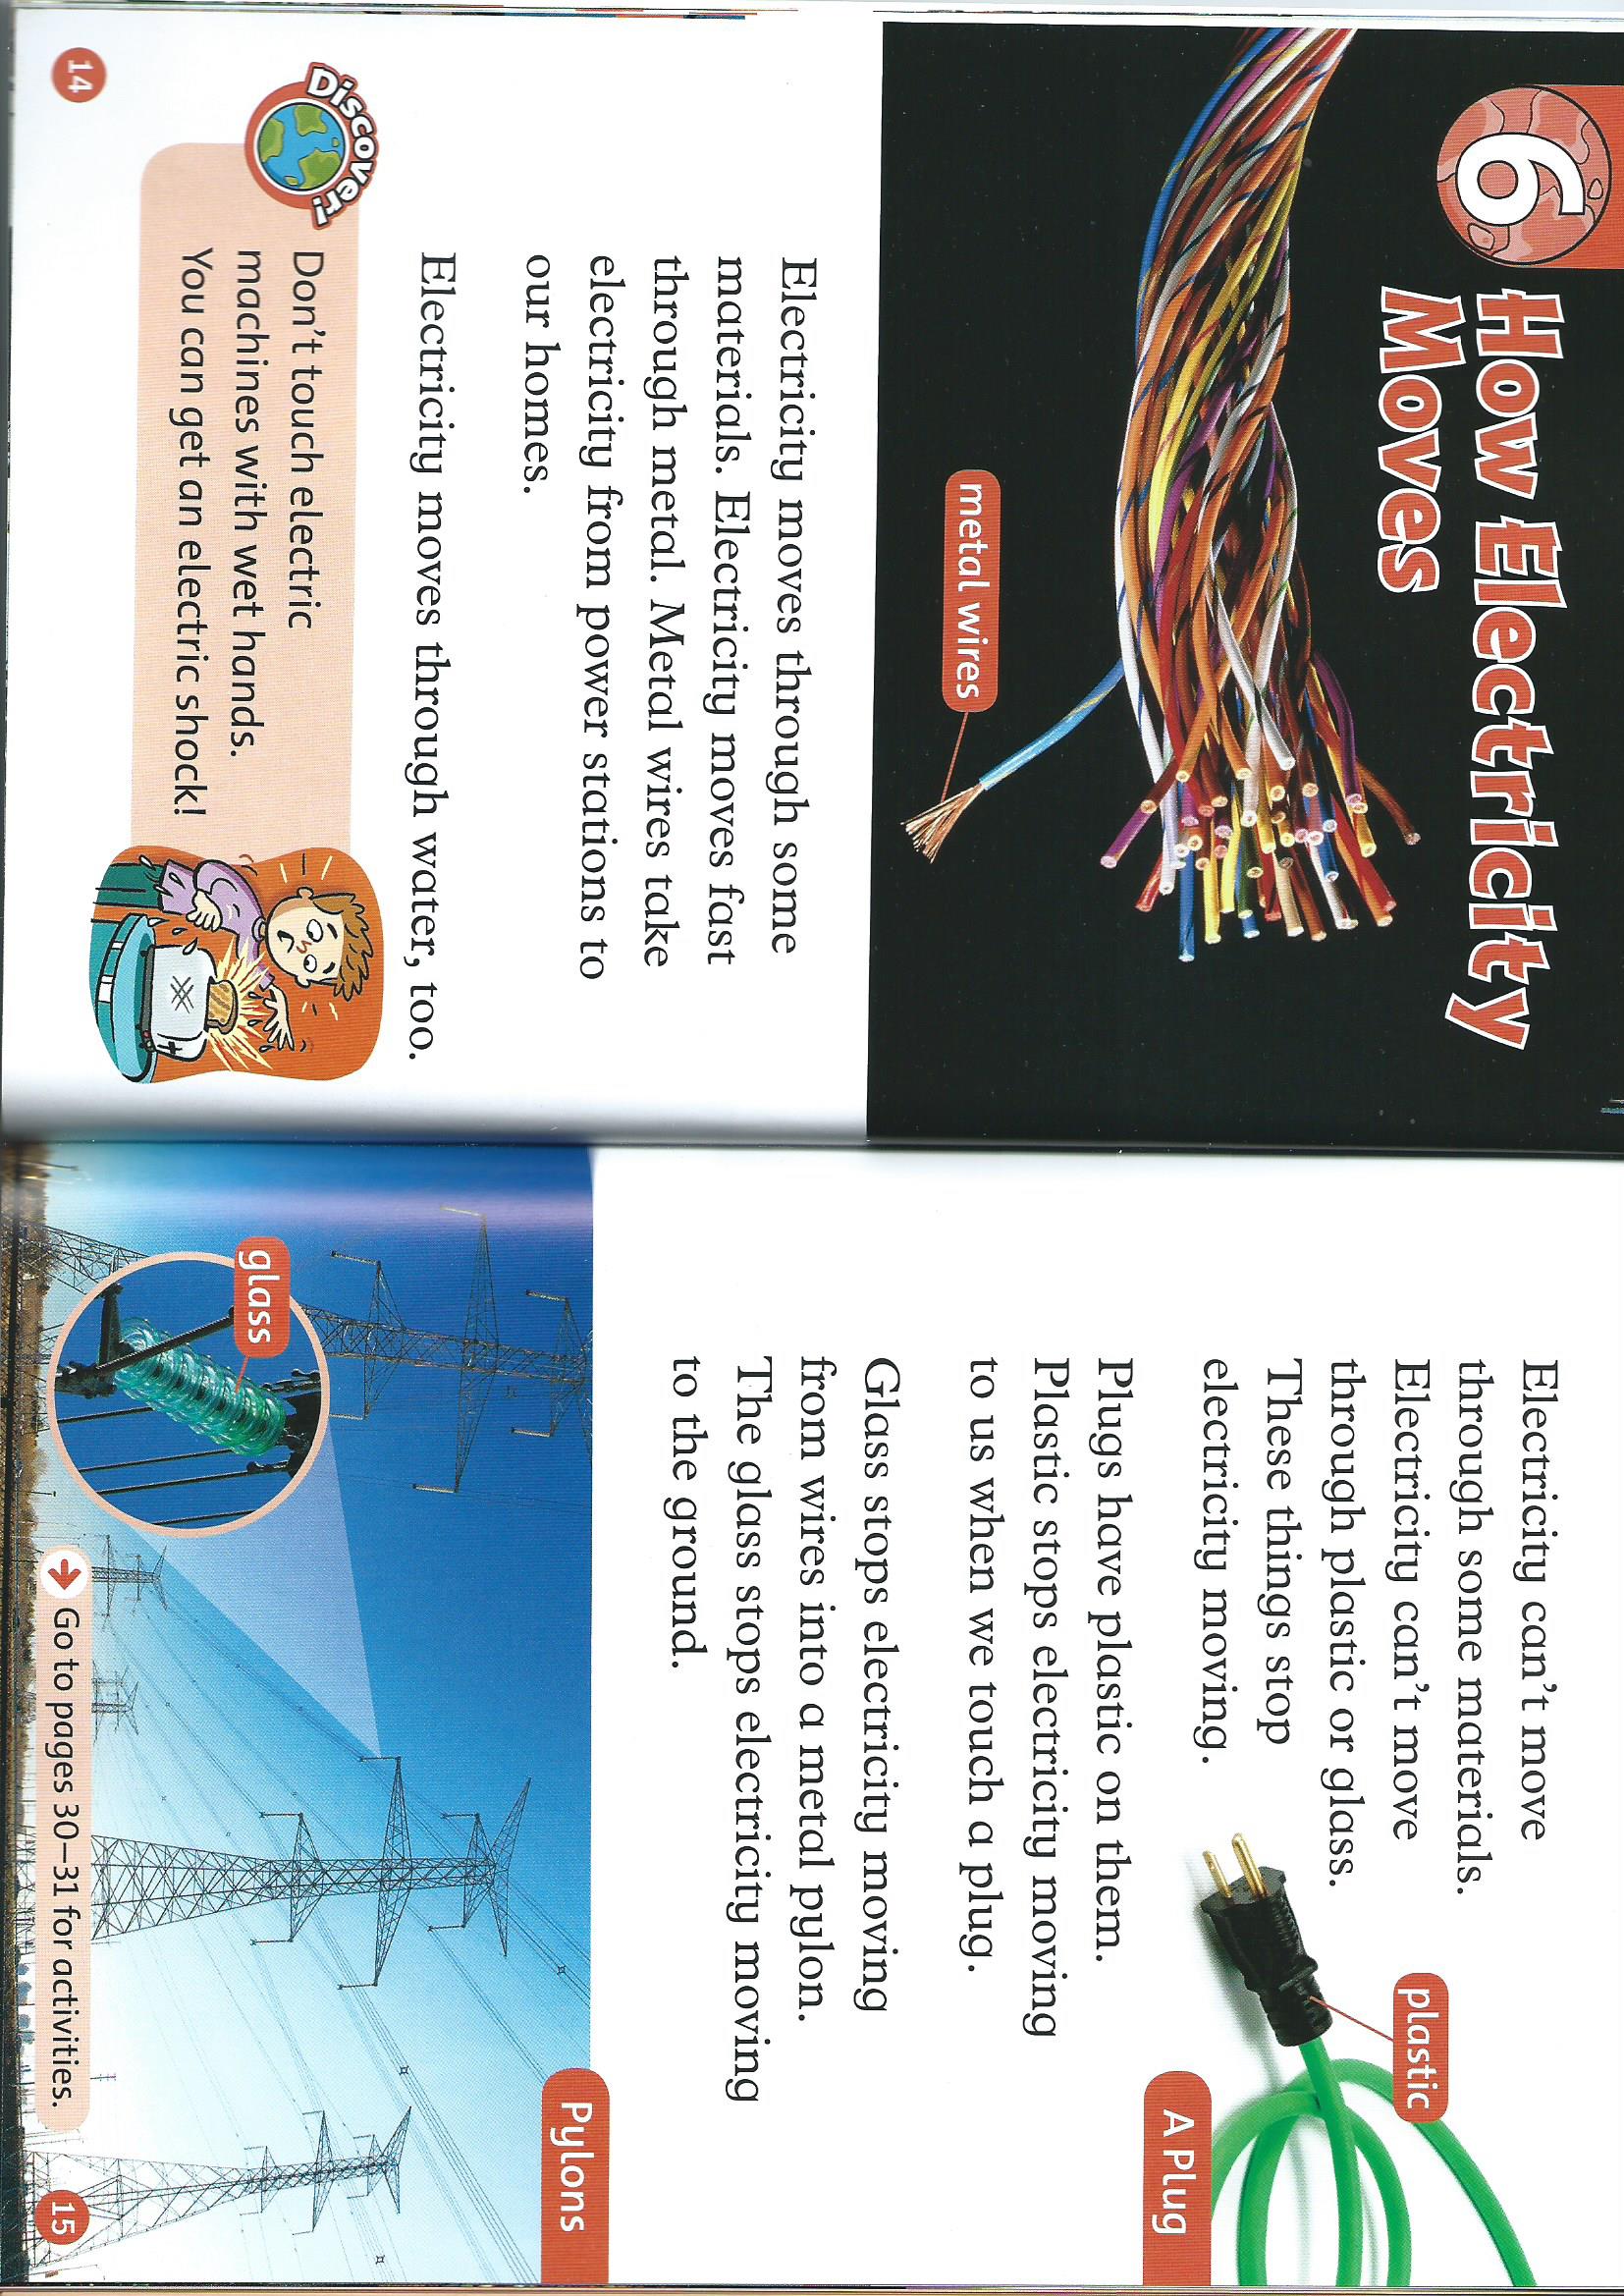 6
How Electricity
Moves
metal wires
Electricity moves through some
materials. Electricity moves fast
through metal. Metal wires take
electricity from power stations to
our homes.
Electricity moves through water, too.
Discover!
Don't touch electric
machines with wet hands.
You can get an electric shock!
14
Electricity can't move
through some materials.
Electricity can't move
through plastic or glass.
These things stop
electricity moving.
plastic
A Plug
Plugs have plastic on them.
Plastic stops electricity moving
to us when we touch a plug.
Glass stops electricity moving
from wires into a metal pylon.
The glass stops electricity moving
to the ground.
Pylons
glass
Go to pages 30–31 for activities.
15